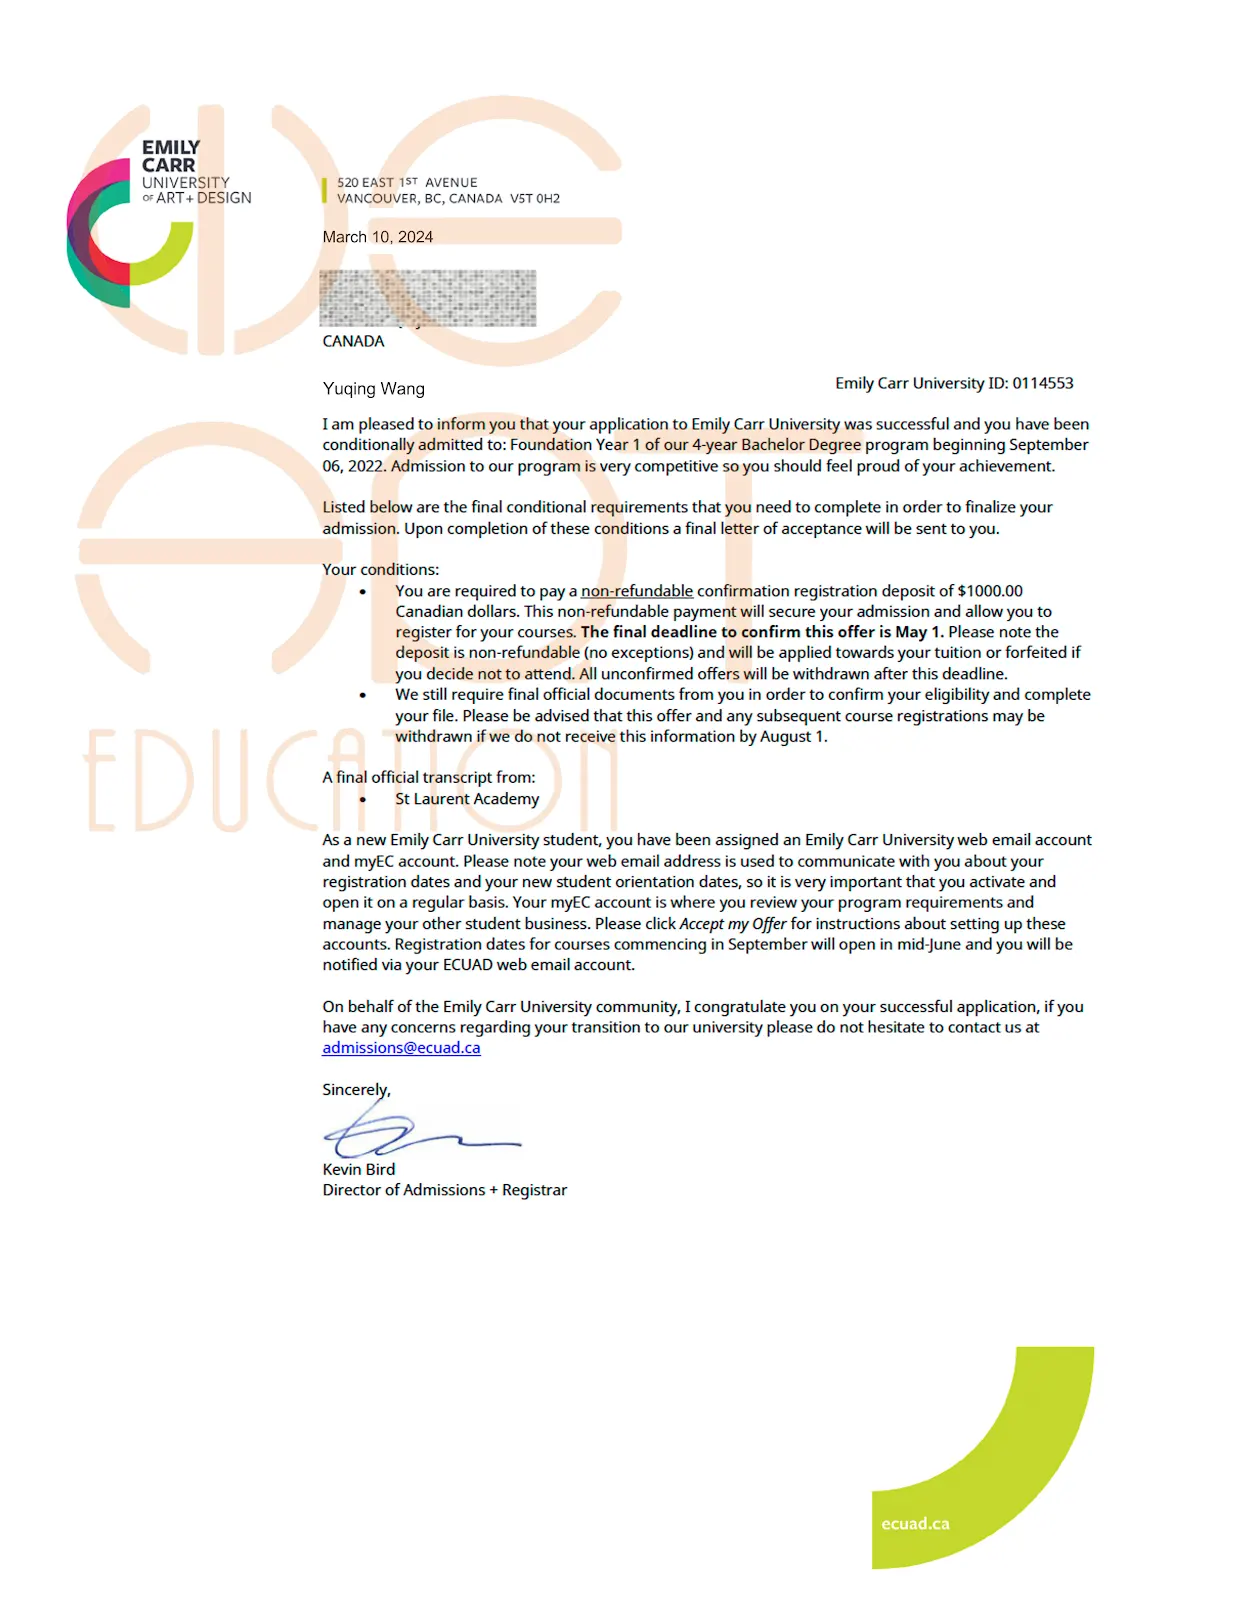 EMILY
CARR
UNIVERSITY
OF ART + DESIGN
520 EAST 1ST AVENUE
VANCOUVER, BC, CANADA V5T 0H2
March 10, 2024
CANADA
Yuqing Wang
Emily Carr University ID: 0114553
I am pleased to inform you that your application to Emily Carr University was successful and you have been
conditionally admitted to: Foundation Year 1 of our 4-year Bachelor Degree program beginning September
06, 2022. Admission to our program is very competitive so you should feel proud of your achievement.
Listed below are the final conditional requirements that you need to complete in order to finalize your
admission. Upon completion of these conditions a final letter of acceptance will be sent to you.
Your conditions:
• You are required to pay a non-refundable confirmation registration deposit of $1000.00
Canadian dollars. This non-refundable payment will secure your admission and allow you to
register for your courses. The final deadline to confirm this offer is May 1. Please note the
deposit is non-refundable (no exceptions) and will be applied towards your tuition or forfeited if
you decide not to attend. All unconfirmed offers will be withdrawn after this deadline.
• We still require final official documents from you in order to confirm your eligibility and complete
your file. Please be advised that this offer and any subsequent course registrations may be
withdrawn if we do not receive this information by August 1.
A final official transcript from:
• St Laurent Academy
As a new Emily Carr University student, you have been assigned an Emily Carr University web email account
and myEC account. Please note your web email address is used to communicate with you about your
registration dates and your new student orientation dates, so it is very important that you activate and
open it on a regular basis. Your myEC account is where you review your program requirements and
manage your other student business. Please click Accept my Offer for instructions about setting up these
accounts. Registration dates for courses commencing in September will open in mid-June and you will be
notified via your ECUAD web email account.
On behalf of the Emily Carr University community, I congratulate you on your successful application, if you
have any concerns regarding your transition to our university please do not hesitate to contact us at
admissions@ecuad.ca
Sincerely,
Kevin Bird
Director of Admissions + Registrar
EDUCATION
ecuad.ca